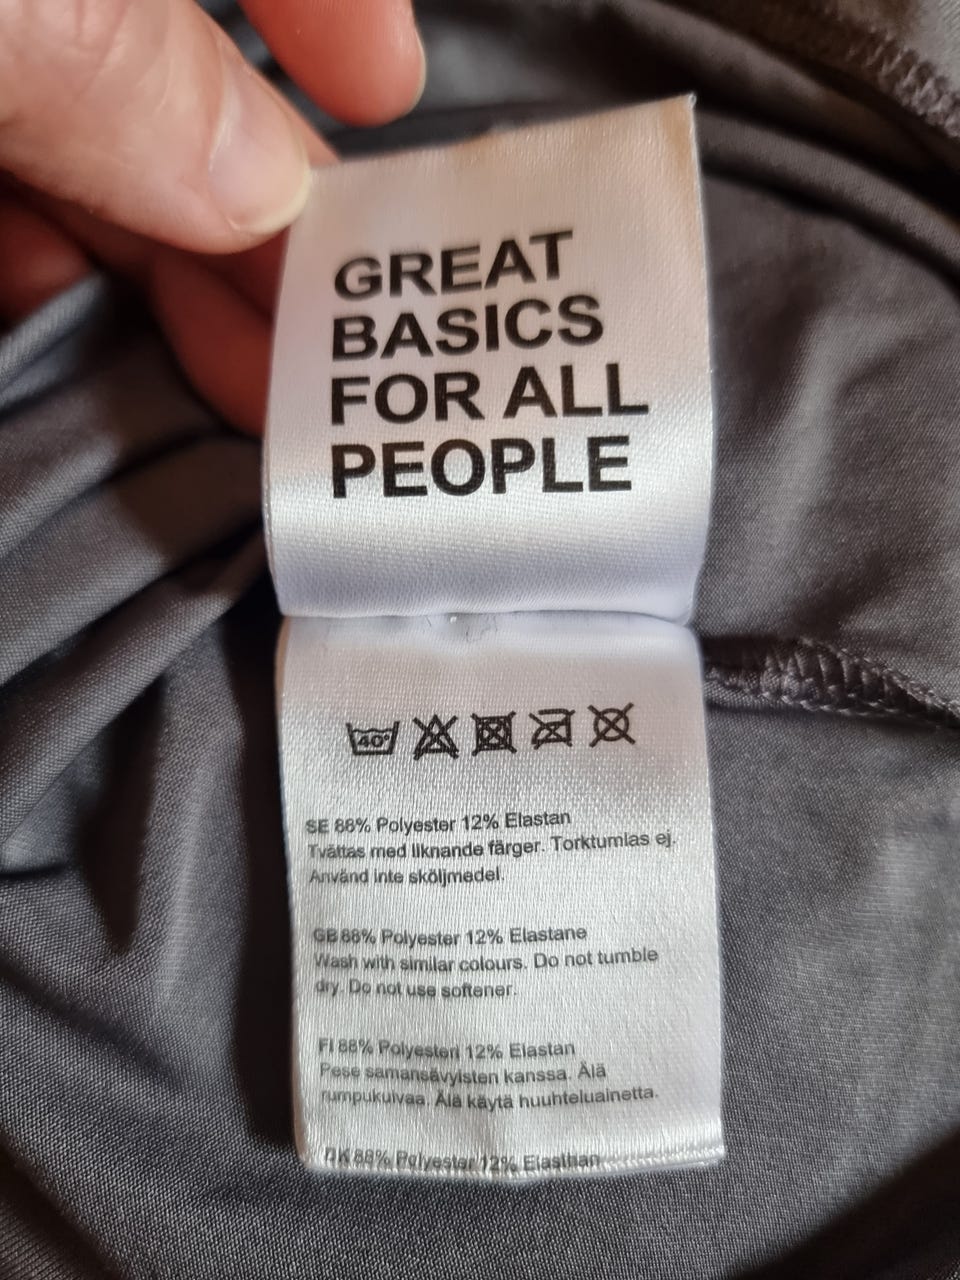 GREAT
BASICS
FOR ALL
PEOPLE
40°
SE 88% Polyester 12% Elastan
Tvättas med liknande färger. Torktumlas ej.
Använd inte sköljmedel.
GB 88% Polyester 12% Elastane
Wash with similar colours. Do not tumble
dry. Do not use softener.
FI 88% Polyesteri 12% Elastan
Pese samansävyisten kanssa. Älä
rumpukuivaa. Älä käytä huuhteluainetta.
DK 88% Polyester 12% Elasthan